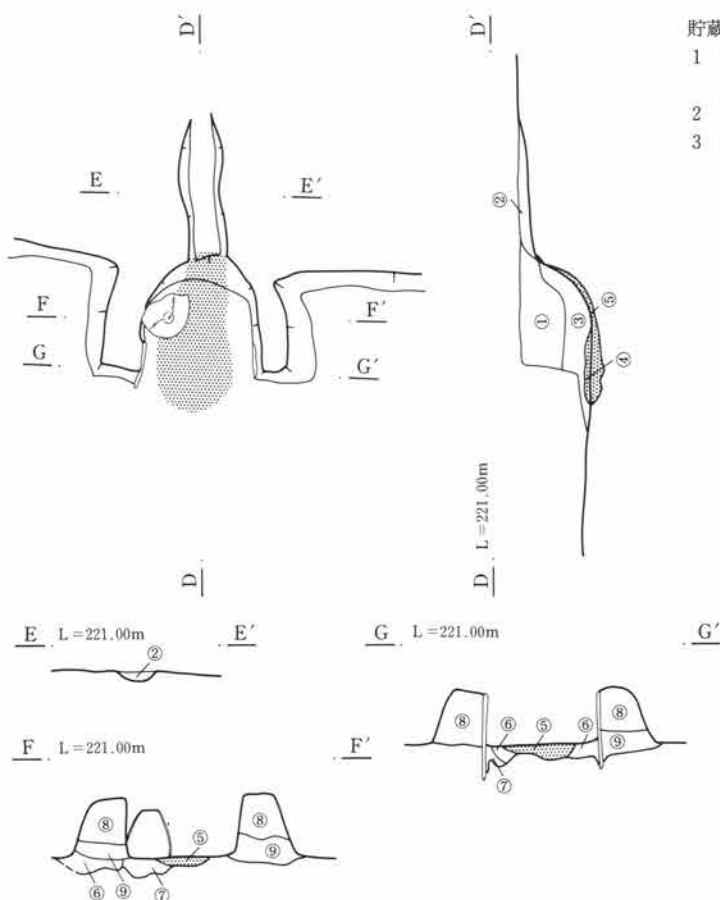 D′
D′
貯蔵
1
2
3
E
E′
②
F
F′
G
G′
①
③
⑤
④
L＝221.00m
D
D
E L＝221.00m E′
②
G L＝221.00m G′
⑧
⑥
⑤
⑥
⑧
⑨
⑦
F L＝221.00m F′
⑧
⑤
⑧
⑨
⑥
⑨
⑦